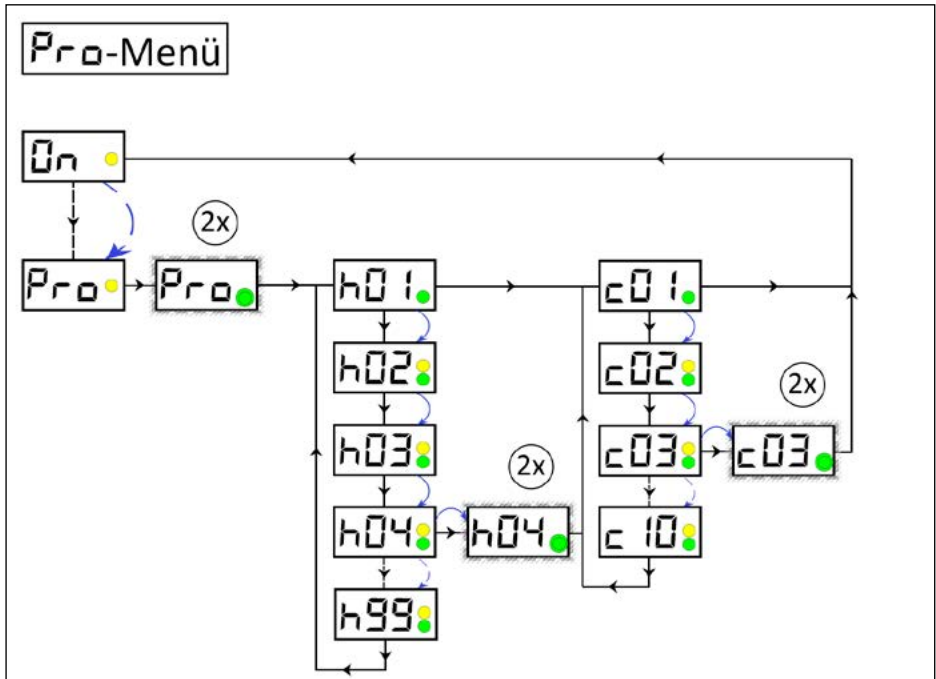 Pro-Menü
On
2x
Pro
Pro
h01
c01
h02
c02
2x
h03
c03
c03
2x
h04
h04
c10
h99